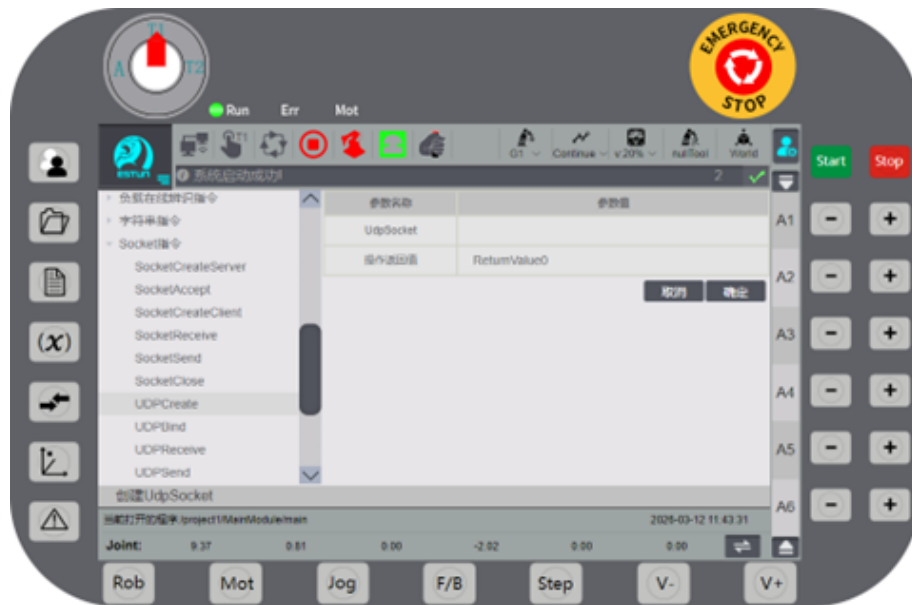 T1
A
T2
EMERGENCY
STOP
Run Err Mot
T1
G1 Continue v:20% nullTool World
ESTUN
系统启动成功! 2
Start Stop
负载在线辨识指令
字符串指令
Socket指令
SocketCreateServer
SocketAccept
SocketCreateClient
SocketReceive
SocketSend
SocketClose
UDPCreate
UDPBind
UDPReceive
UDPSend
参数名称 参数值
UdpSocket
操作返回值 ReturnValue0
取消 确定
A1 - +
A2 - +
(x)
A3 - +
A4 - +
A5 - +
A6 - +
创建UdpSocket
当前打开的程序:/project1/MainModule/main 2026-03-12 11:43:31
Joint: 9.37 0.81 0.00 -2.02 0.00 0.00
Rob Mot Jog F/B Step V- V+